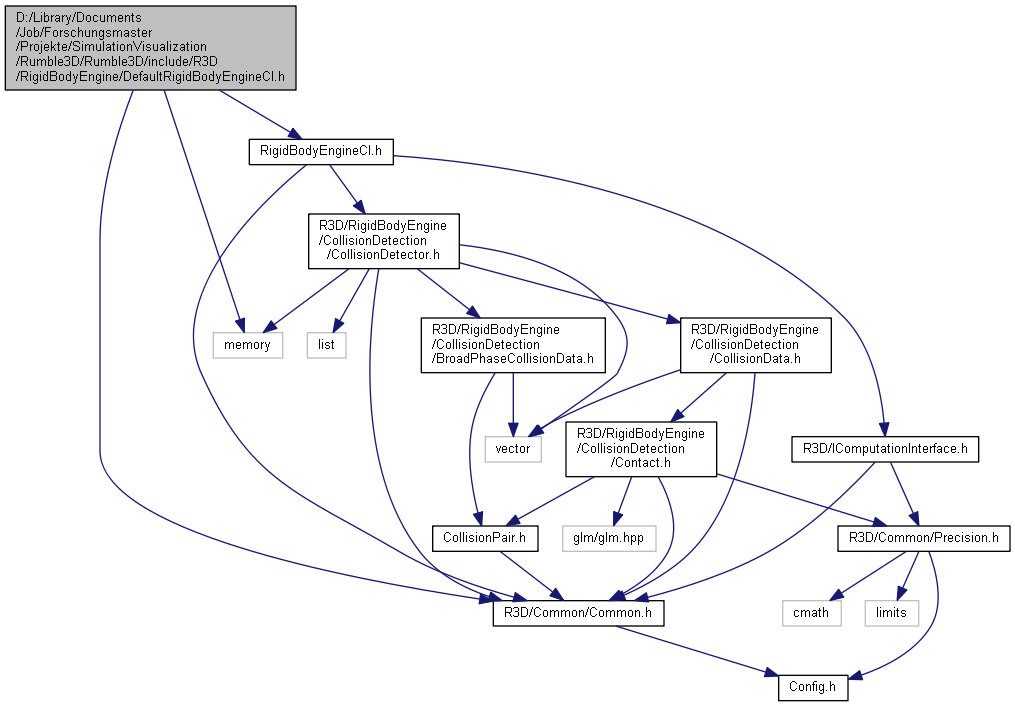 D:/Library/Documents
/Job/Forschungsmaster
/Projekte/SimulationVisualization
/Rumble3D/Rumble3D/include/R3D
/RigidBodyEngine/DefaultRigidBodyEngineCI.h
RigidBodyEngineCI.h
R3D/RigidBodyEngine
/CollisionDetection
/CollisionDetector.h
memory
list
R3D/RigidBodyEngine
/CollisionDetection
/BroadPhaseCollisionData.h
R3D/RigidBodyEngine
/CollisionDetection
/CollisionData.h
vector
R3D/RigidBodyEngine
/CollisionDetection
/Contact.h
R3D/IComputationInterface.h
CollisionPair.h
glm/glm.hpp
R3D/Common/Precision.h
R3D/Common/Common.h
cmath
limits
Config.h